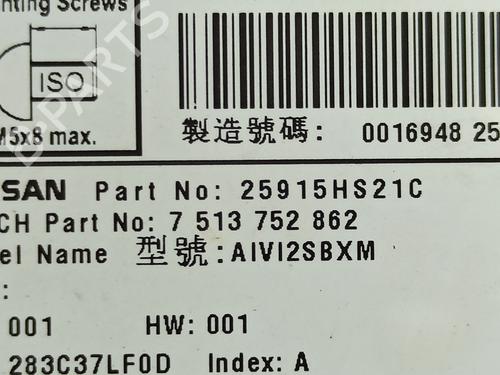 nting Screws
ISO
M5x8 max.
製造號碼: 0016948 25
SSAN Part No: 25915HS21C
CH Part No: 7 513 752 862
el Name 型號:AIVI2SBXM
:
001 HW: 001
283C37LF0D Index: A